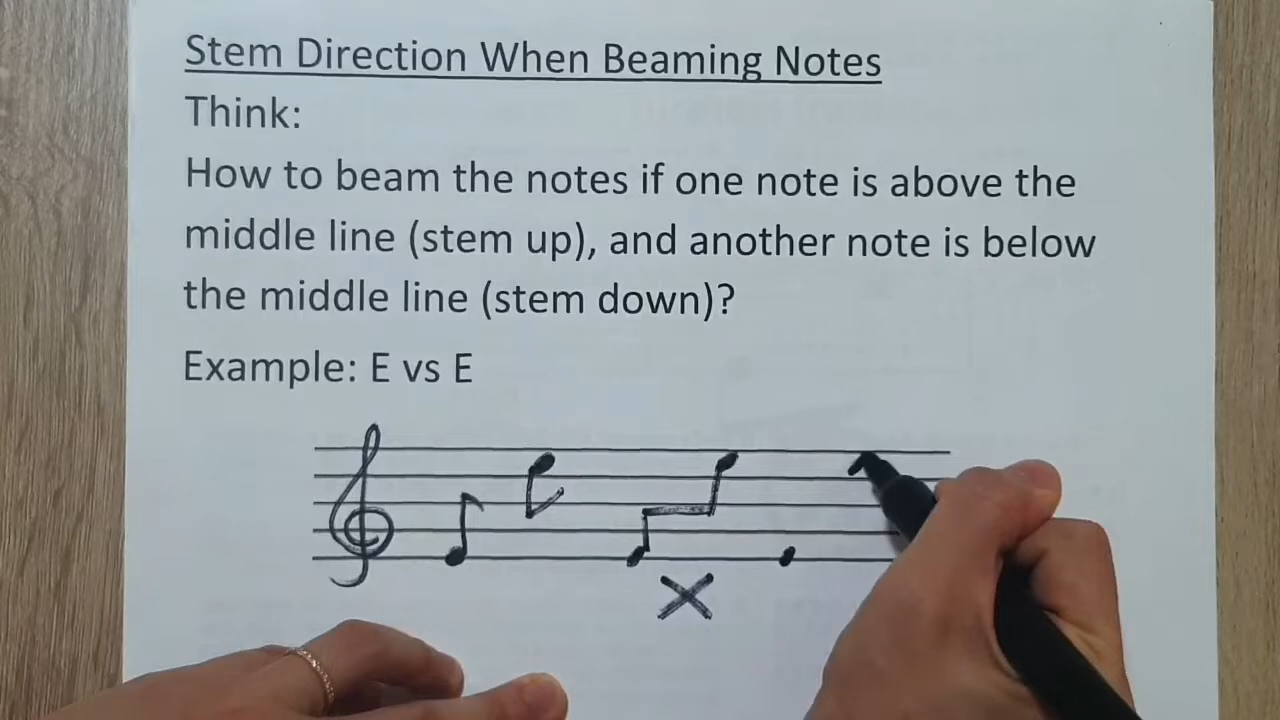 Stem Direction When Beaming Notes
Think:
How to beam the notes if one note is above the
middle line (stem up), and another note is below
the middle line (stem down)?
Example: E vs E